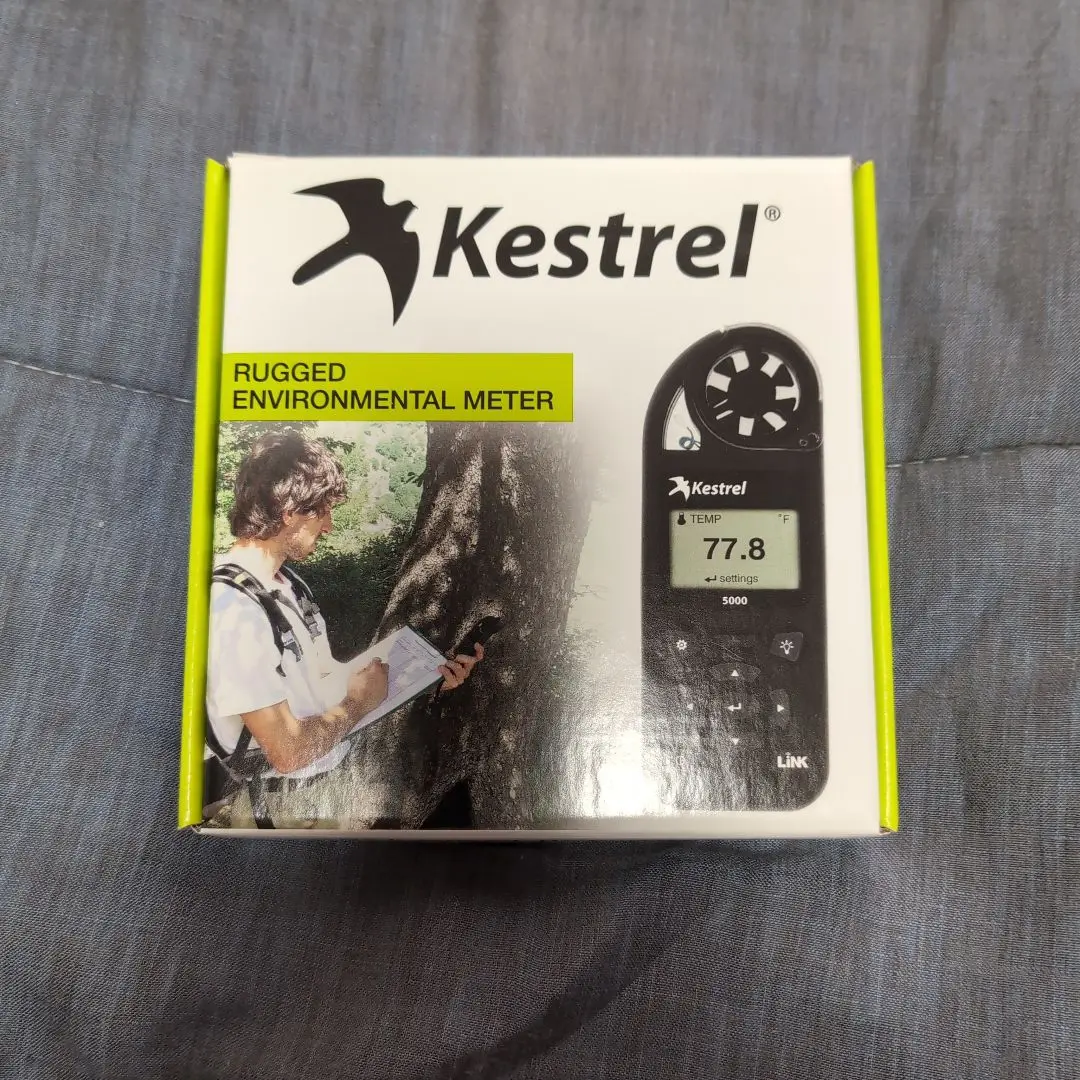 Kestrel®
RUGGED
ENVIRONMENTAL METER
Kestrel
TEMP °F
77.8
settings
5000
LiNK